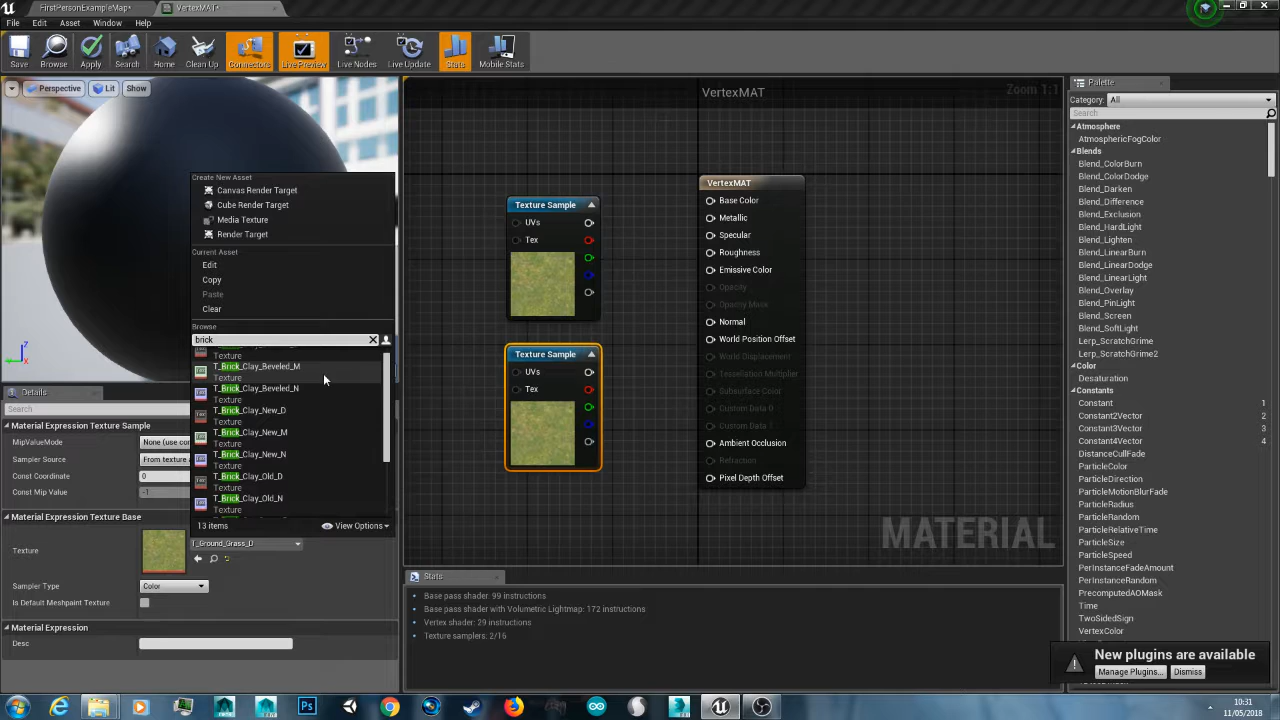 FirstPersonExampleMap*
VertexMAT*
File
Edit
Asset
Window
Help
Save
Browse
Apply
Search
Home
Clean Up
Connectors
Live Preview
Live Nodes
Live Update
Stats
Mobile Stats
Perspective
Lit
Show
Create New Asset
Canvas Render Target
Cube Render Target
Media Texture
Render Target
Current Asset
Edit
Copy
Paste
Clear
Browse
brick
Texture
T_Brick_Clay_Beveled_M
Texture
T_Brick_Clay_Beveled_N
Texture
T_Brick_Clay_New_D
Texture
T_Brick_Clay_New_M
Texture
T_Brick_Clay_New_N
Texture
T_Brick_Clay_Old_D
Texture
T_Brick_Clay_Old_N
Texture
13 items
View Options
Details
Search
Material Expression Texture Sample
MipValueMode
None (use co
Sampler Source
From texture a
Const Coordinate
0
Const Mip Value
-1
Material Expression Texture Base
Texture
T_Ground_Grass_D
Sampler Type
Color
Is Default Meshpaint Texture
Material Expression
Desc
VertexMAT
Zoom 1:1
Texture Sample
UVs
Tex
Texture Sample
UVs
Tex
VertexMAT
Base Color
Metallic
Specular
Roughness
Emissive Color
Opacity
Opacity Mask
Normal
World Position Offset
World Displacement
Tessellation Multiplier
Subsurface Color
Custom Data 0
Custom Data 1
Ambient Occlusion
Refraction
Pixel Depth Offset
MATERIAL
Stats
Base pass shader: 99 instructions
Base pass shader with Volumetric Lightmap: 172 instructions
Vertex shader: 29 instructions
Texture samplers: 2/16
Palette
Category:
All
Search
Atmosphere
AtmosphericFogColor
Blends
Blend_ColorBurn
Blend_ColorDodge
Blend_Darken
Blend_Difference
Blend_Exclusion
Blend_HardLight
Blend_Lighten
Blend_LinearBurn
Blend_LinearDodge
Blend_LinearLight
Blend_Overlay
Blend_PinLight
Blend_Screen
Blend_SoftLight
Lerp_ScratchGrime
Lerp_ScratchGrime2
Color
Desaturation
Constants
Constant
1
Constant2Vector
2
Constant3Vector
3
Constant4Vector
4
DistanceCullFade
ParticleColor
ParticleDirection
ParticleMotionBlurFade
ParticleRadius
ParticleRandom
ParticleRelativeTime
ParticleSize
ParticleSpeed
PerInstanceFadeAmount
PerInstanceRandom
PrecomputedAOMask
Time
TwoSidedSign
VertexColor
New plugins are available
Manage Plugins...
Dismiss
10:31
11/05/2018